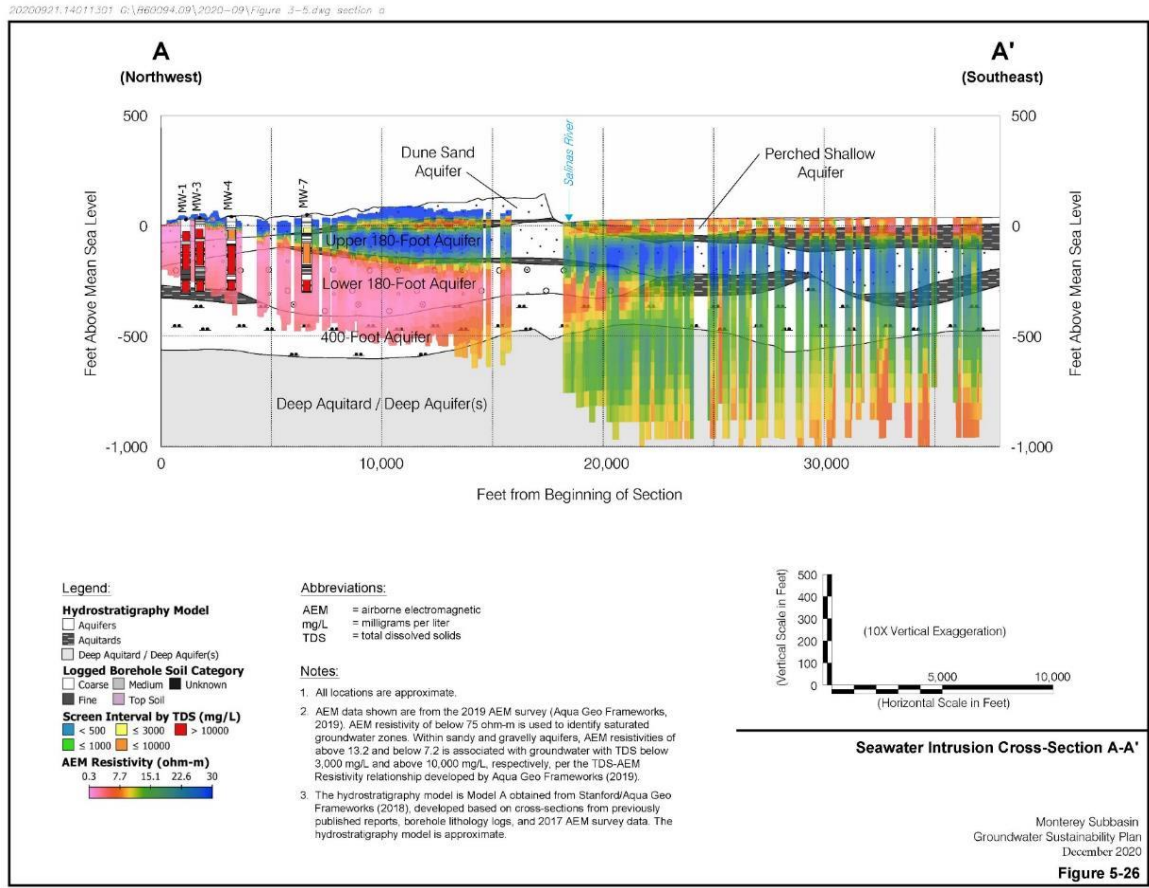 20200921.14011301 G:\B60094.09\2020-09\Figure 3-5.dwg section a
A
(Northwest)
A'
(Southeast)
500
0
-500
-1,000
Feet Above Mean Sea Level
MW-1
MW-3
MW-4
MW-7
Dune Sand
Aquifer
Salinas River
Perched Shallow
Aquifer
Upper 180-Foot Aquifer
Lower 180-Foot Aquifer
400-Foot Aquifer
Deep Aquitard / Deep Aquifer(s)
500
0
-500
-1,000
Feet Above Mean Sea Level
0
10,000
20,000
30,000
Feet from Beginning of Section
Legend:
Hydrostratigraphy Model
Aquifers
Aquitards
Deep Aquitard / Deep Aquifer(s)
Logged Borehole Soil Category
Coarse Medium Unknown
Fine Top Soil
Screen Interval by TDS (mg/L)
< 500 ≤ 3000 > 10000
≤ 1000 ≤ 10000
AEM Resistivity (ohm-m)
0.3 7.7 15.1 22.6 30
Abbreviations:
AEM = airborne electromagnetic
mg/L = milligrams per liter
TDS = total dissolved solids
Notes:
1. All locations are approximate.
2. AEM data shown are from the 2019 AEM survey (Aqua Geo Frameworks,
2019). AEM resistivity of below 75 ohm-m is used to identify saturated
groundwater zones. Within sandy and gravelly aquifers, AEM resistivities of
above 13.2 and below 7.2 is associated with groundwater with TDS below
3,000 mg/L and above 10,000 mg/L, respectively, per the TDS-AEM
Resistivity relationship developed by Aqua Geo Frameworks (2019).
3. The hydrostratigraphy model is Model A obtained from Stanford/Aqua Geo
Frameworks (2018), developed based on cross-sections from previously
published reports, borehole lithology logs, and 2017 AEM survey data. The
hydrostratigraphy model is approximate.
(Vertical Scale in Feet)
500
400
300
200
100
0
(10X Vertical Exaggeration)
5,000
10,000
(Horizontal Scale in Feet)
Seawater Intrusion Cross-Section A-A'
Monterey Subbasin
Groundwater Sustainability Plan
December 2020
Figure 5-26